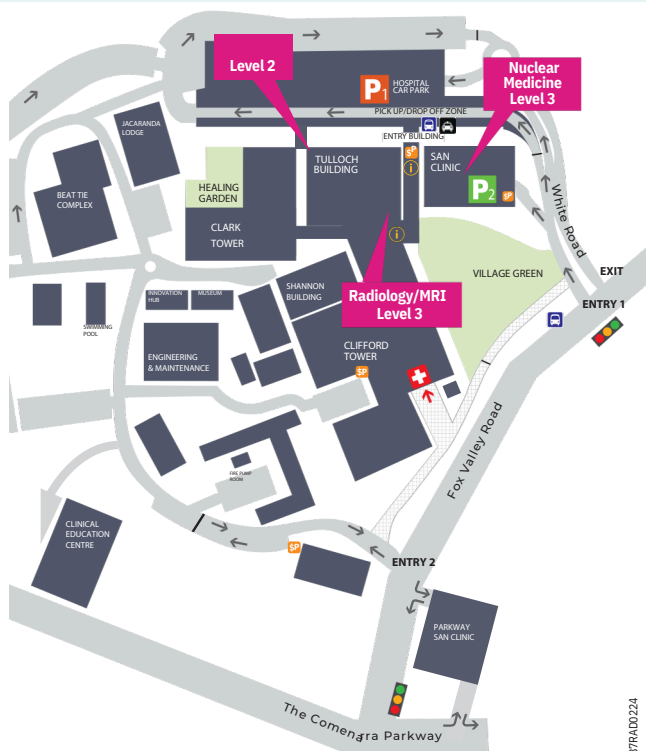 Level 2
Nuclear
Medicine
Level 3
P1
HOSPITAL
CAR PARK
PICK UP/DROP OFF ZONE
ENTRY BUILDING
JACARANDA
LODGE
TULLOCH
BUILDING
$P
i
SAN
CLINIC
P2
$P
BEAT TIE
COMPLEX
HEALING
GARDEN
CLARK
TOWER
White Road
i
VILLAGE GREEN
EXIT
ENTRY 1
SHANNON
BUILDING
Radiology/MRI
Level 3
INNOVATION
HUB
MUSEUM
SWIMMING
POOL
ENGINEERING
& MAINTENANCE
CLIFFORD
TOWER
$P
Fox Valley Road
FIRE PUMP
ROOM
CLINICAL
EDUCATION
CENTRE
$P
ENTRY 2
PARKWAY
SAN CLINIC
The Comenarra Parkway
37RAD0224